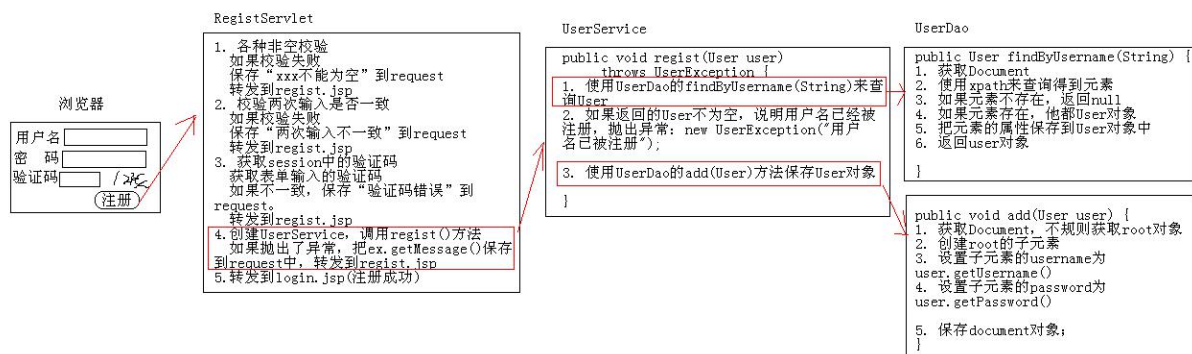 RegistServlet
1. 各种非空校验
如果校验失败
保存“xxx不能为空”到request
转发到regist.jsp
2. 校验两次输入是否一致
如果校验失败
保存“两次输入不一致”到request
转发到regist.jsp
3. 获取session中的验证码
获取表单输入的验证码
如果不一致，保存“验证码错误”到
request。
转发到regist.jsp
4.创建UserService，调用regist()方法
如果抛出了异常，把ex.getMessage()保存
到request中，转发到regist.jsp
5.转发到login.jsp(注册成功)
浏览器
用户名
密　码
验证码
注册
UserService
public void regist(User user)
throws UserException {
1. 使用UserDao的findByUsername(String)来查
询User
2. 如果返回的User不为空，说明用户名已经被
注册，抛出异常：new UserException("用户
名已被注册");
3. 使用UserDao的add(User)方法保存User对象
}
UserDao
public User findByUsername(String) {
1. 获取Document
2. 使用xpath来查询得到元素
3. 如果元素不存在，返回null
4. 如果元素存在，他都User对象
5. 把元素的属性保存到User对象中
6. 返回user对象
}
public void add(User user) {
1. 获取Document，不规则获取root对象
2. 创建root的子元素
3. 设置子元素的username为
user.getUsername()
4. 设置子元素的password为
user.getPassword()
5. 保存document对象；
}